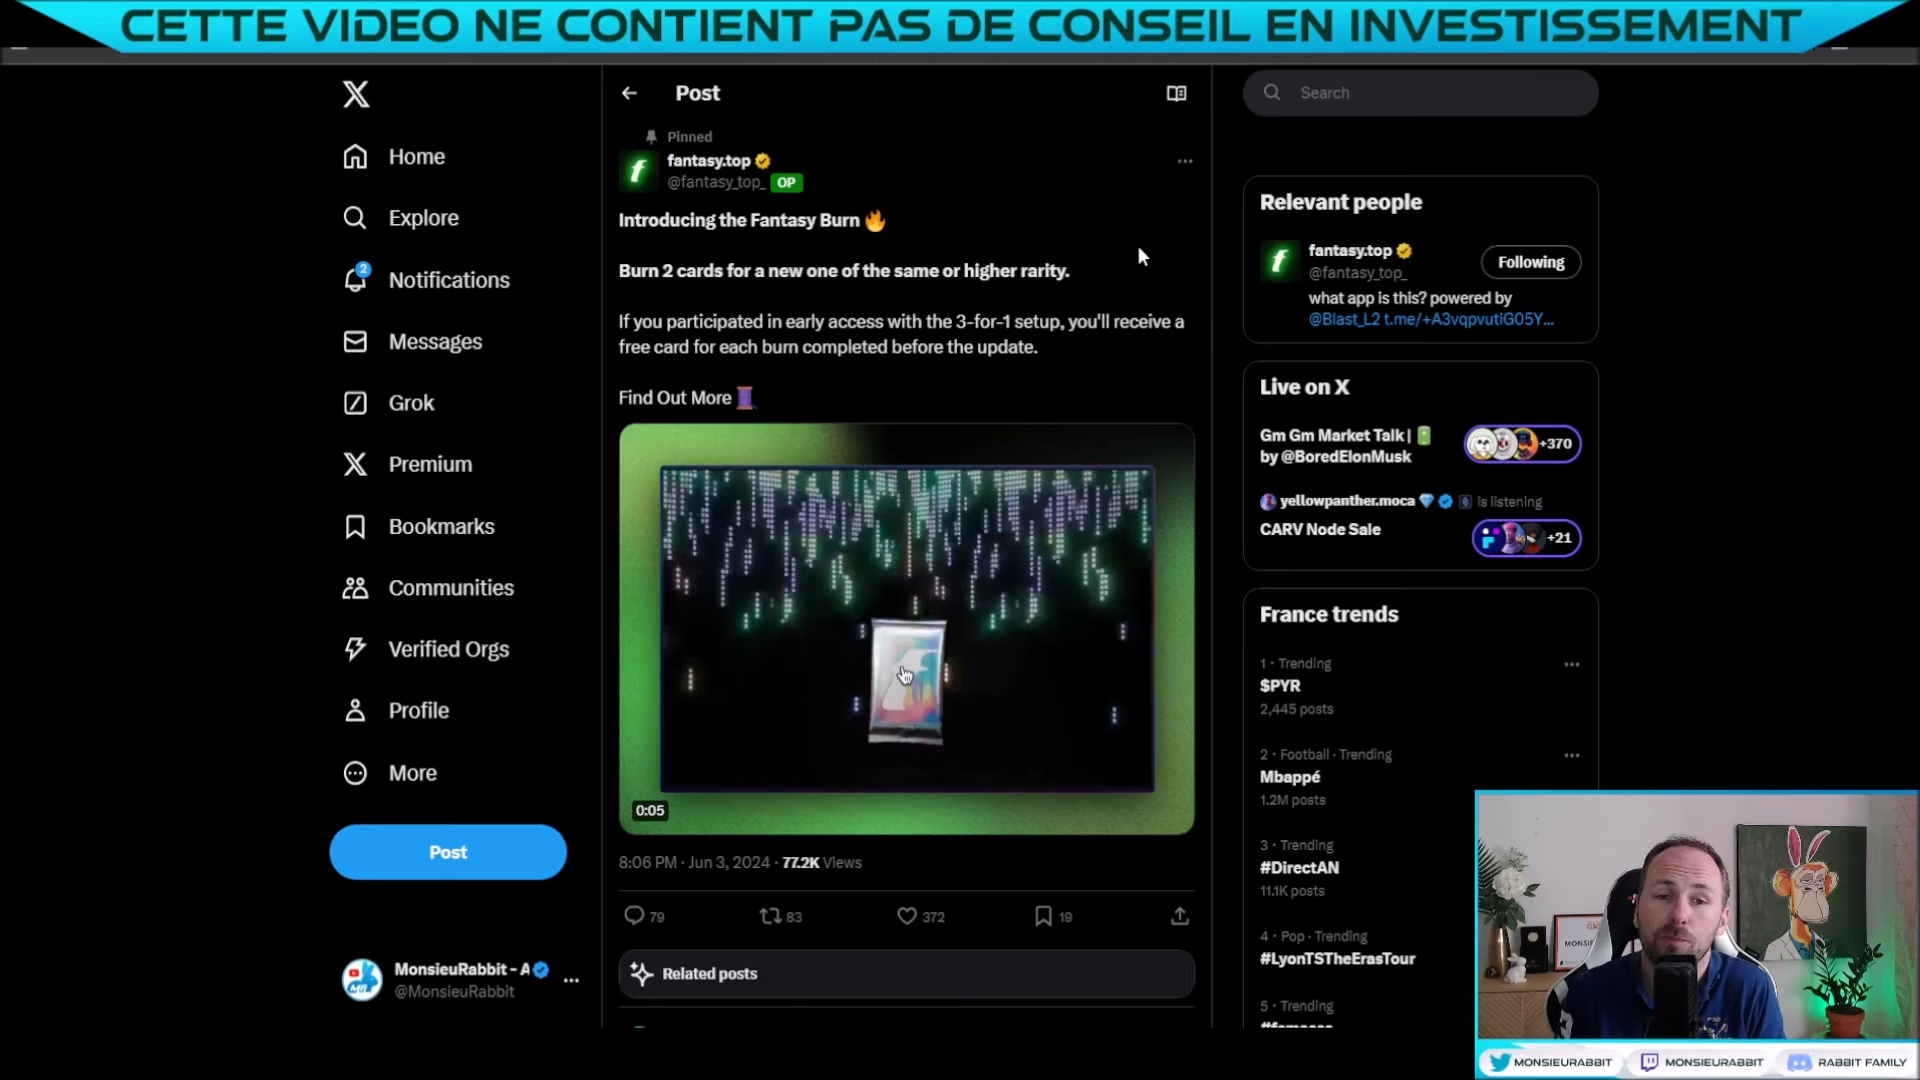 CETTE VIDEO NE CONTIENT PAS DE CONSEIL EN INVESTISSEMENT
Home
Explore
2
Notifications
Messages
Grok
Premium
Bookmarks
Communities
Verified Orgs
Profile
More
Post
MonsieuRabbit - A
@MonsieuRabbit
Post
Pinned
fantasy.top
@fantasy_top_ OP
Introducing the Fantasy Burn 🔥
Burn 2 cards for a new one of the same or higher rarity.
If you participated in early access with the 3-for-1 setup, you'll receive a
free card for each burn completed before the update.
Find Out More 🧵
0:05
8:06 PM · Jun 3, 2024 · 77.2K Views
79 83 372 19
Related posts
Search
Relevant people
fantasy.top
@fantasy_top_
Following
what app is this? powered by
@Blast_L2 t.me/+A3vqpvutlG05Y...
Live on X
Gm Gm Market Talk | 🔋
by @BoredElonMusk
+370
yellowpanther.moca 💎 is listening
CARV Node Sale
+21
France trends
1 · Trending
$PYR
2,445 posts
2 · Football · Trending
Mbappé
1.2M posts
3 · Trending
#DirectAN
11.1K posts
4 · Pop · Trending
#LyonTSTheErasTour
5 · Trending
MONSIEURABBIT
MONSIEURABBIT
RABBIT FAMILY